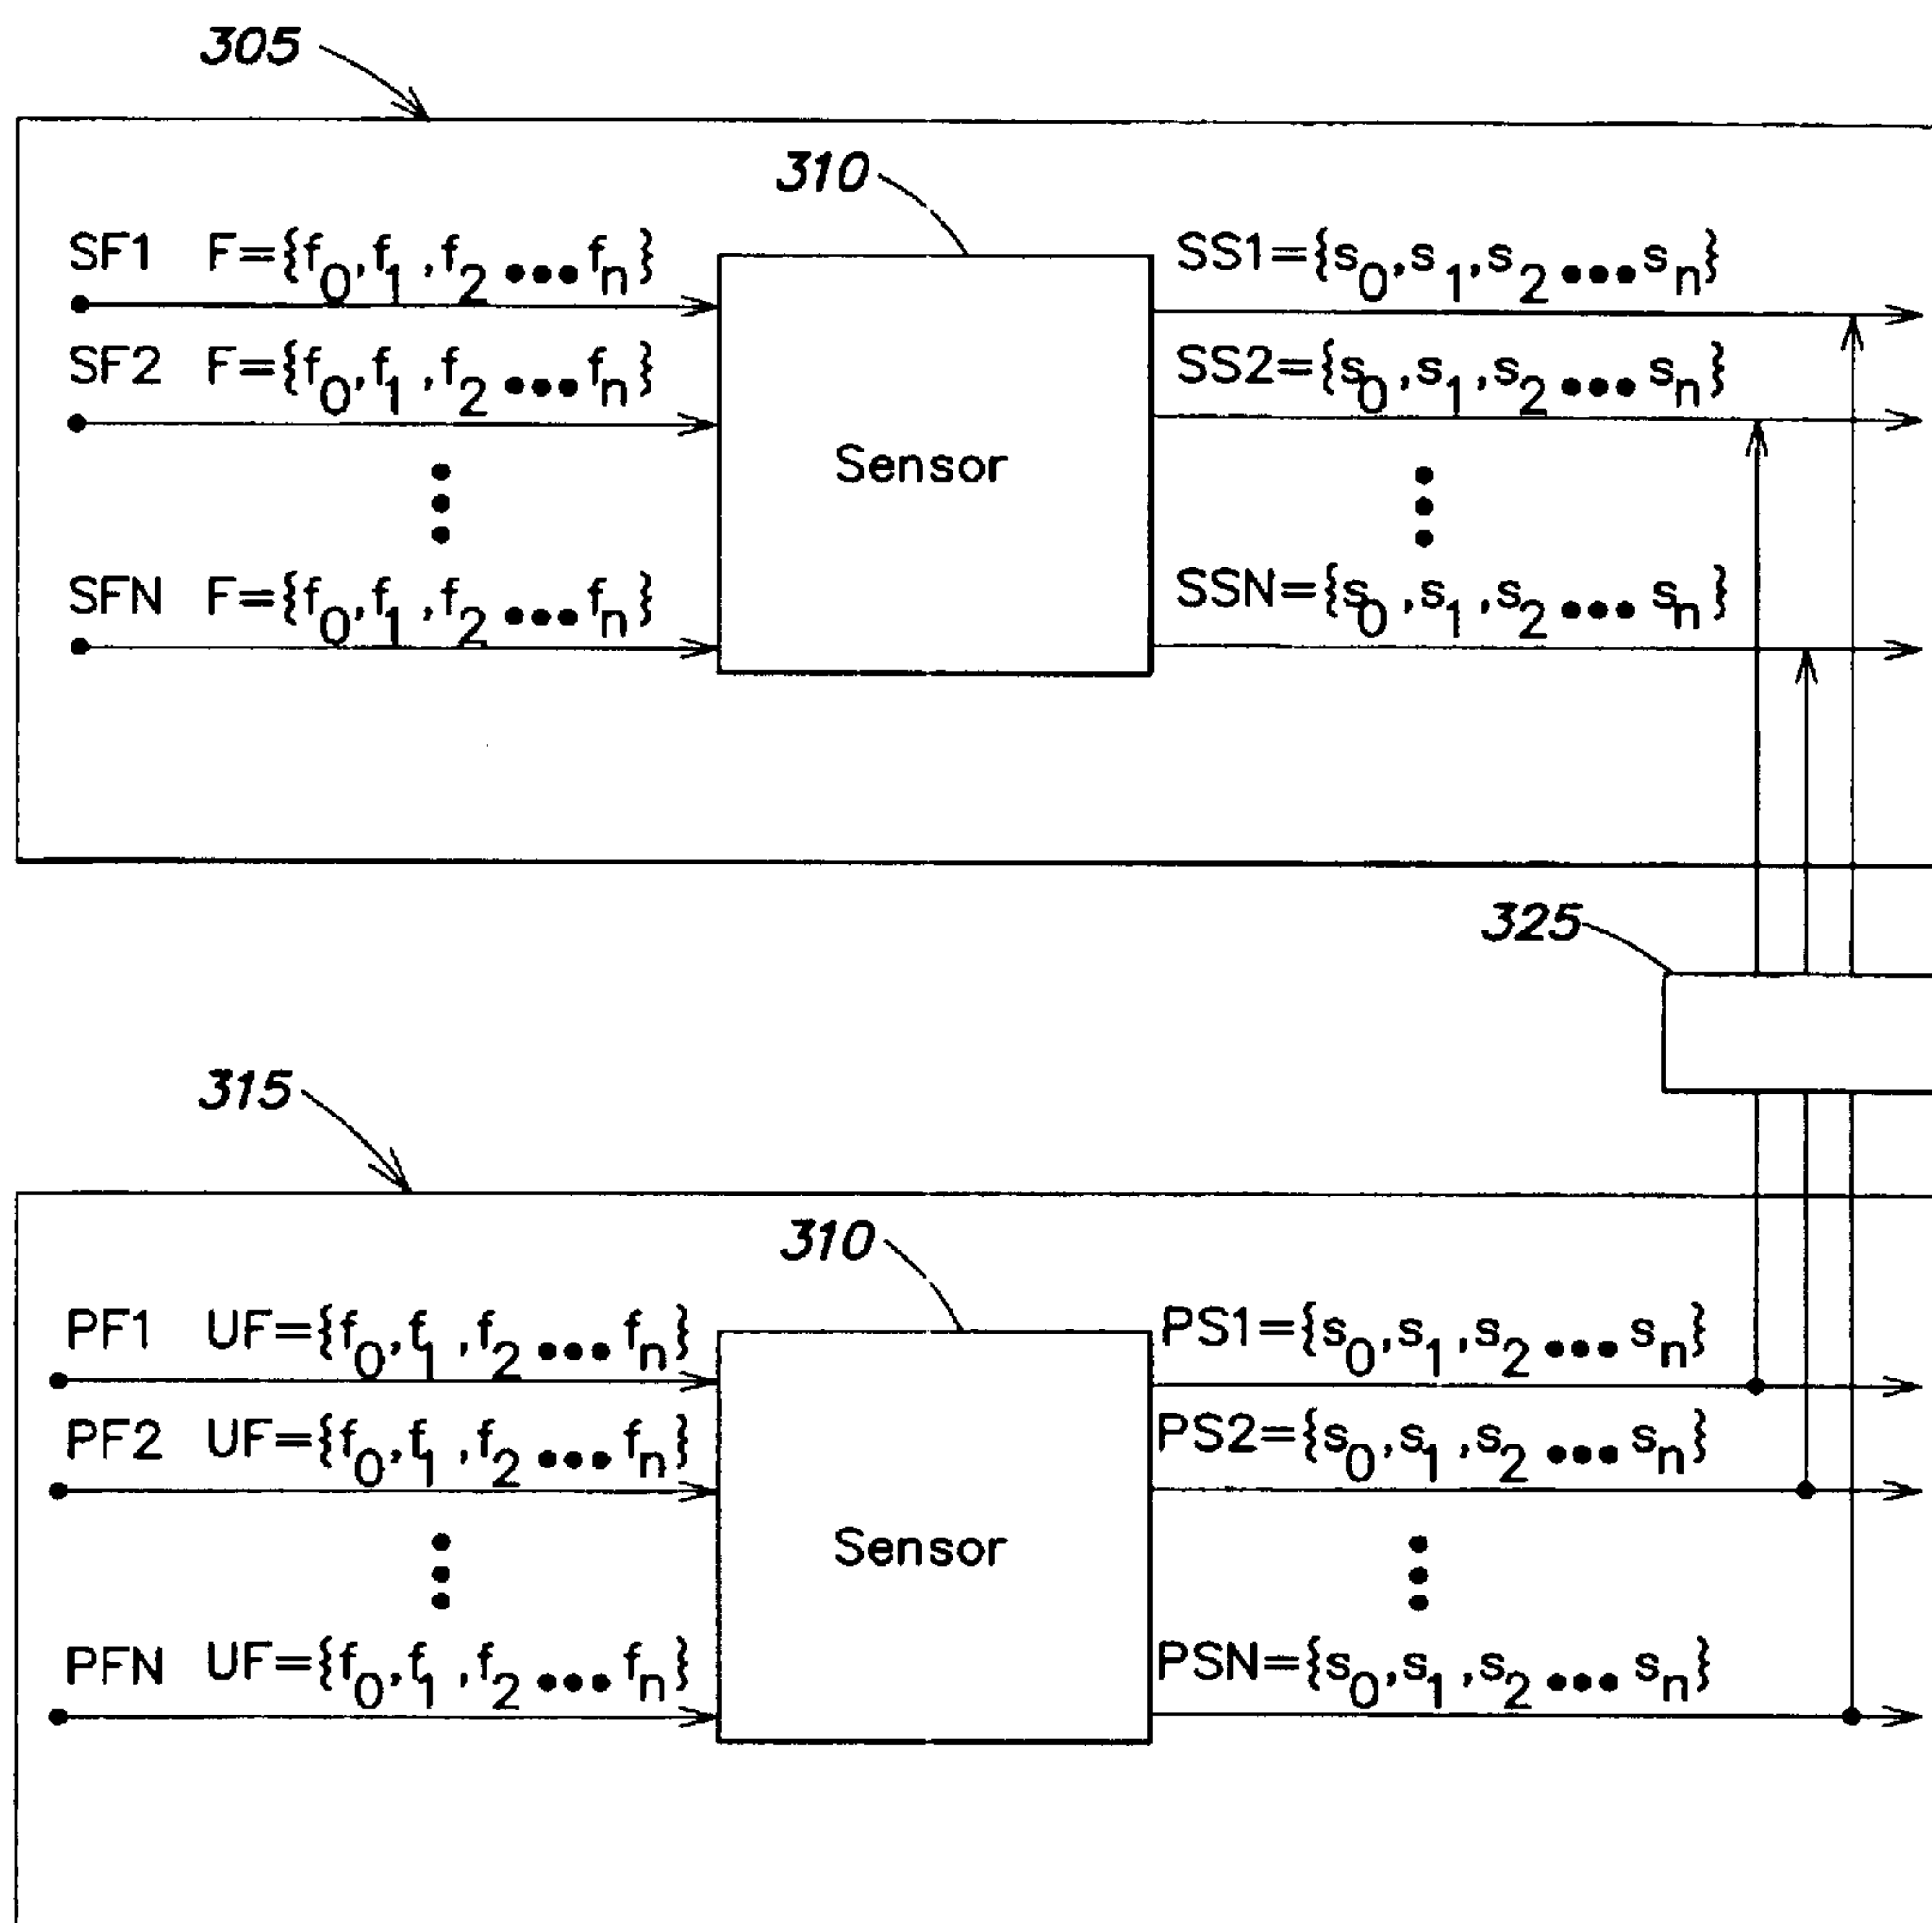 305
310
SF1 F={f₀,f₁,f₂•••fₙ}
SS1={s₀,s₁,s₂•••sₙ}
SF2 F={f₀,f₁,f₂•••fₙ}
SS2={s₀,s₁,s₂•••sₙ}
Sensor
SFN F={f₀,f₁,f₂•••fₙ}
SSN={s₀,s₁,s₂•••sₙ}
325
315
310
PF1 UF={f₀,f₁,f₂•••fₙ}
PS1={s₀,s₁,s₂•••sₙ}
PF2 UF={f₀,f₁,f₂•••fₙ}
PS2={s₀,s₁,s₂•••sₙ}
Sensor
PFN UF={f₀,f₁,f₂•••fₙ}
PSN={s₀,s₁,s₂•••sₙ}